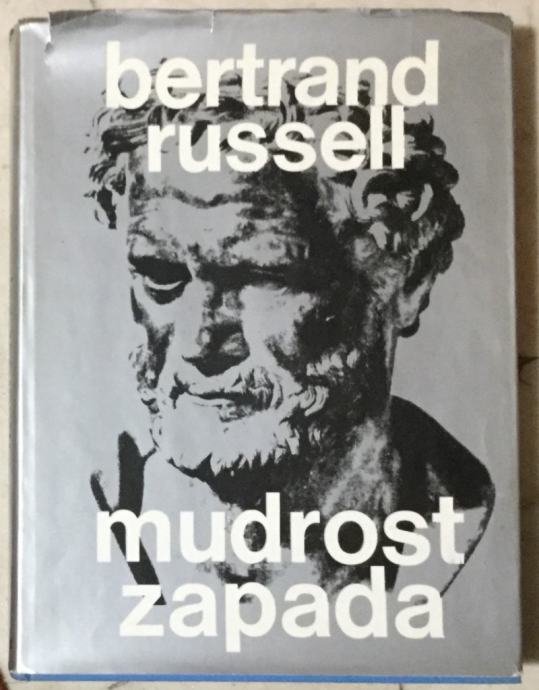 bertrand
russell
mudrost
zapada